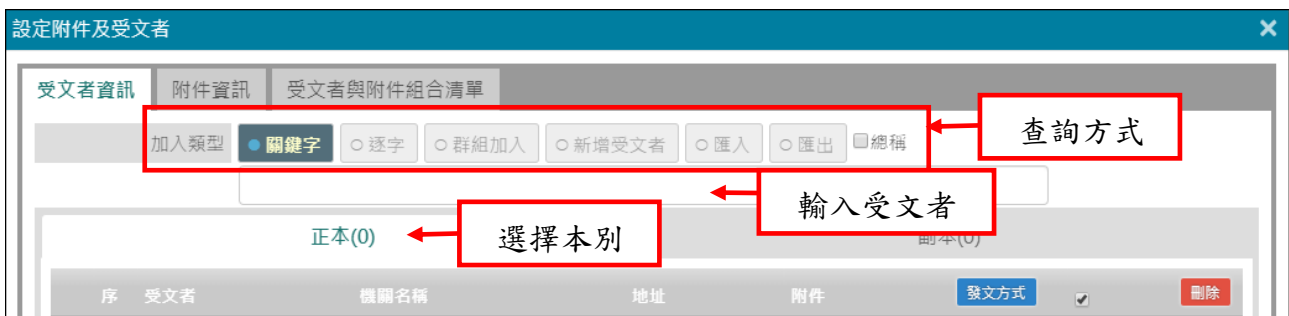 設定附件及受文者 ×
受文者資訊 附件資訊 受文者與附件組合清單
加入類型 關鍵字 逐字 群組加入 新增受文者 匯入 匯出 總稱
查詢方式
輸入受文者
正本(0) 選擇本別 副本(0)
序 受文者 機關名稱 地址 附件 發文方式 刪除